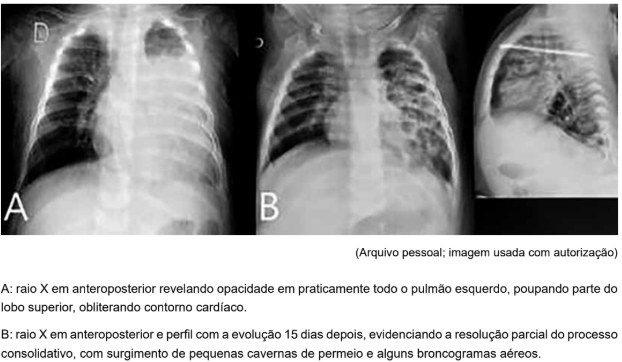 D
A
B
(Arquivo pessoal; imagem usada com autorização)
A: raio X em anteroposterior revelando opacidade em praticamente todo o pulmão esquerdo, poupando parte do
lobo superior, obliterando contorno cardíaco.
B: raio X em anteroposterior e perfil com a evolução 15 dias depois, evidenciando a resolução parcial do processo
consolidativo, com surgimento de pequenas cavernas de permeio e alguns broncogramas aéreos.